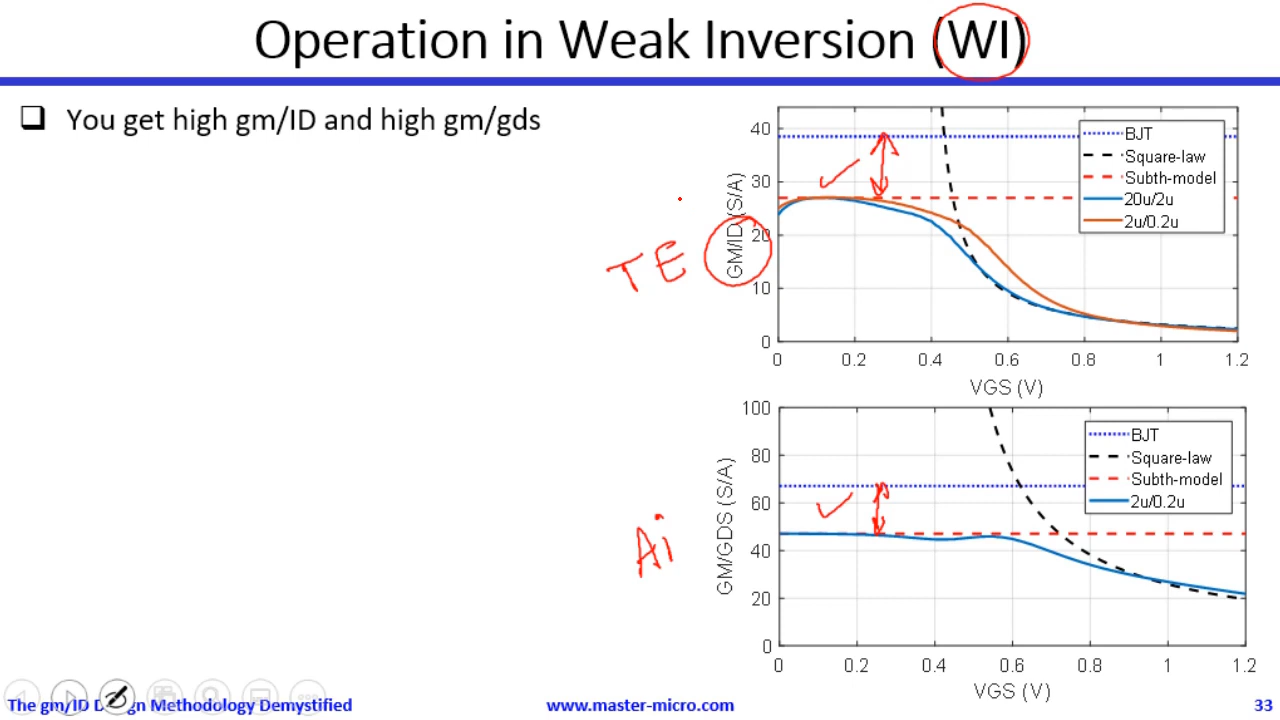 Operation in Weak Inversion (WI)
❑ You get high gm/ID and high gm/gds
40
30
20
10
0
GM/ID (S/A)
BJT
Square-law
Subth-model
20u/2u
2u/0.2u
0 0.2 0.4 0.6 0.8 1 1.2
VGS (V)
TE
100
80
60
40
20
0
GM/GDS (S/A)
BJT
Square-law
Subth-model
2u/0.2u
0 0.2 0.4 0.6 0.8 1 1.2
VGS (V)
Ai
The gm/ID Design Methodology Demystified www.master-micro.com 33